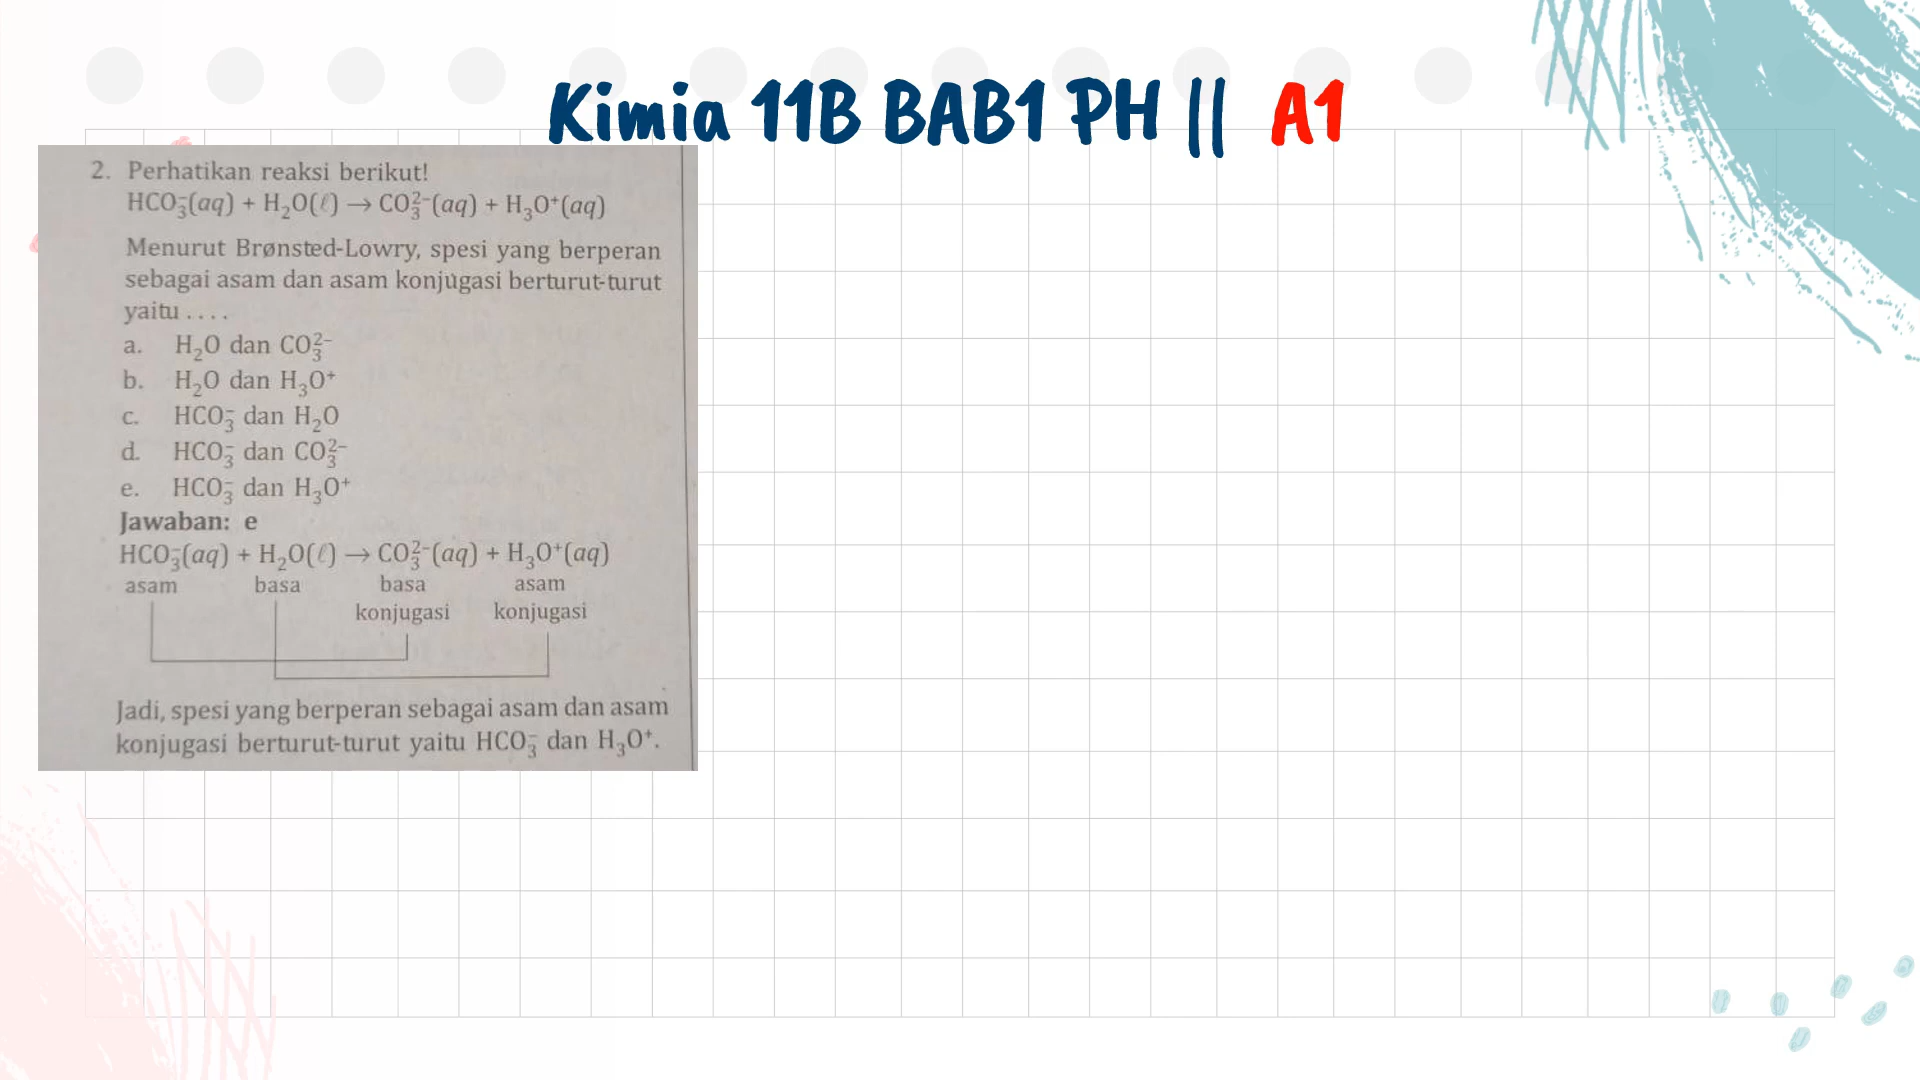 Kimia 11B BAB1 PH || A1
2. Perhatikan reaksi berikut!
HCO₃⁻(aq) + H₂O(ℓ) → CO₃²⁻(aq) + H₃O⁺(aq)
Menurut Brønsted-Lowry, spesi yang berperan
sebagai asam dan asam konjugasi berturut-turut
yaitu . . . .
a. H₂O dan CO₃²⁻
b. H₂O dan H₃O⁺
c. HCO₃⁻ dan H₂O
d. HCO₃⁻ dan CO₃²⁻
e. HCO₃⁻ dan H₃O⁺
Jawaban: e
HCO₃⁻(aq) + H₂O(ℓ) → CO₃²⁻(aq) + H₃O⁺(aq)
asam basa basa asam
konjugasi konjugasi
Jadi, spesi yang berperan sebagai asam dan asam
konjugasi berturut-turut yaitu HCO₃⁻ dan H₃O⁺.